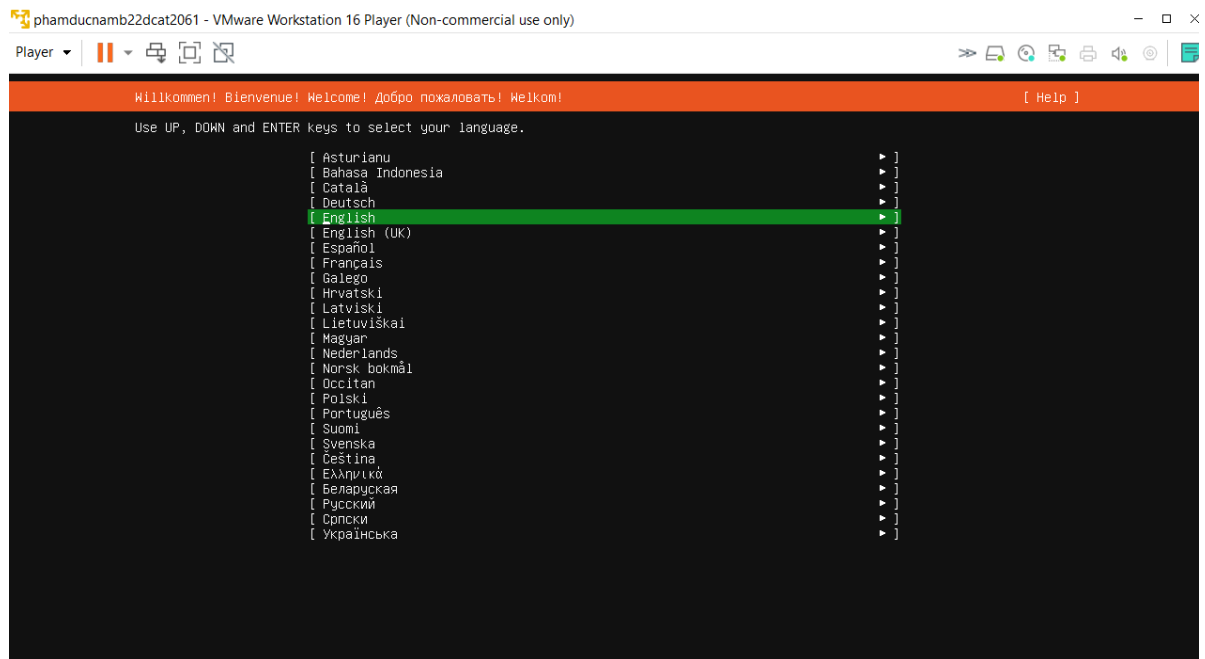 phamducnamb22dcat2061 - VMware Workstation 16 Player (Non-commercial use only)
Player
Willkommen! Bienvenue! Welcome! Добро пожаловать! Welkom! [ Help ]
Use UP, DOWN and ENTER keys to select your language.
[ Asturianu ► ]
[ Bahasa Indonesia ► ]
[ Català ► ]
[ Deutsch ► ]
[ English ► ]
[ English (UK) ► ]
[ Español ► ]
[ Français ► ]
[ Galego ► ]
[ Hrvatski ► ]
[ Latviski ► ]
[ Lietuviškai ► ]
[ Magyar ► ]
[ Nederlands ► ]
[ Norsk bokmål ► ]
[ Occitan ► ]
[ Polski ► ]
[ Português ► ]
[ Suomi ► ]
[ Svenska ► ]
[ Čeština ► ]
[ Ελληνικά ► ]
[ Беларуская ► ]
[ Русский ► ]
[ Српски ► ]
[ Українська ► ]